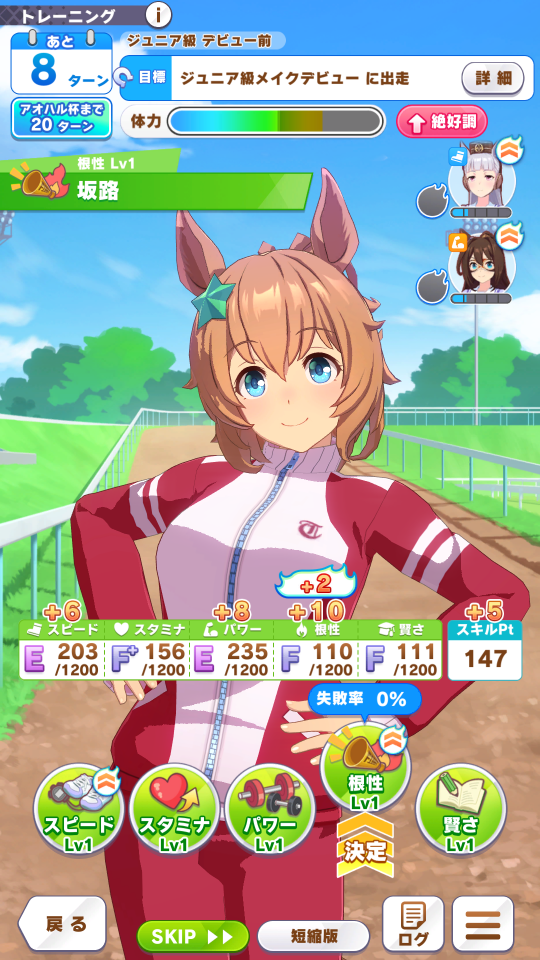 トレーニング
i
あと
8 ターン
アオハル杯まで
20 ターン
ジュニア級 デビュー前
目標
ジュニア級メイクデビュー に出走
詳細
体力
絶好調
根性 Lv1
坂路
+2
+6
+8
+10
+5
スピード
スタミナ
パワー
根性
賢さ
スキルPt
E 203
/1200
F+ 156
/1200
E 235
/1200
F 110
/1200
F 111
/1200
147
失敗率 0%
スピード
Lv1
スタミナ
Lv1
パワー
Lv1
根性
Lv1
賢さ
Lv1
決定
戻る
SKIP
短縮版
ログ